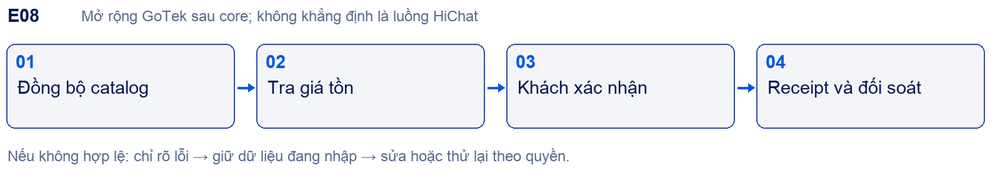 E08 Mở rộng GoTek sau core; không khẳng định là luồng HiChat
01 02 03 04
Đồng bộ catalog → Tra giá tồn → Khách xác nhận → Receipt và đối soát
Nếu không hợp lệ: chỉ rõ lỗi → giữ dữ liệu đang nhập → sửa hoặc thử lại theo quyền.